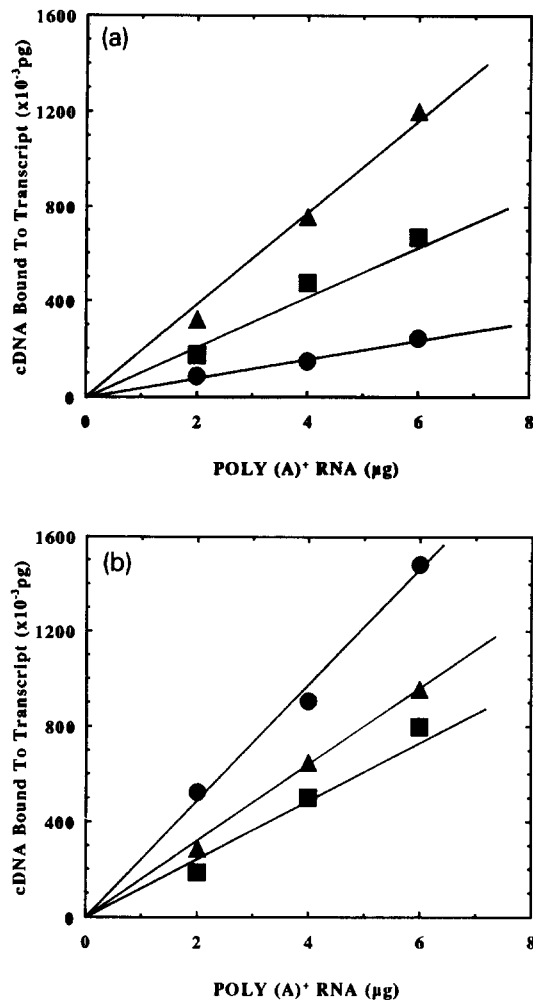 (a)
cDNA Bound To Transcript (x10⁻³pg)
1600
1200
800
400
0
0 2 4 6 8
POLY (A)⁺ RNA (µg)
(b)
cDNA Bound To Transcript (x10⁻³pg)
1600
1200
800
400
0
0 2 4 6 8
POLY (A)⁺ RNA (µg)